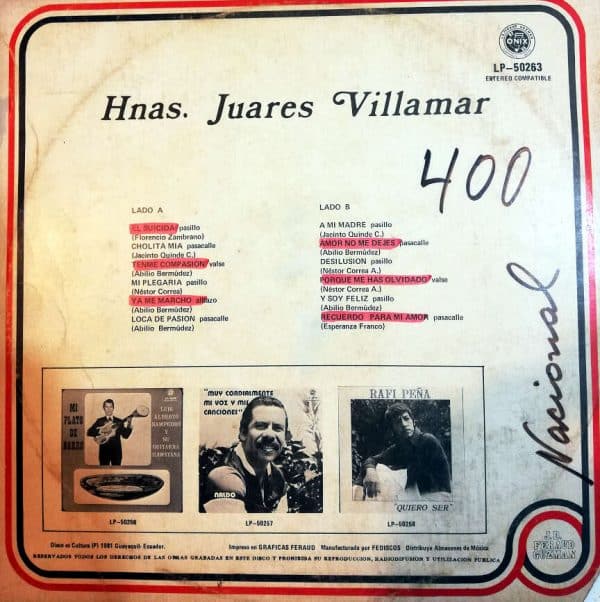 ONIX
LP-50263
ESTEREO COMPATIBLE
Hnas. Juares Villamar
400
Nacional
LADO A
EL SUICIDA pasillo
(Florencio Zambrano)
CHOLITA MIA pasacalle
(Jacinto Quinde C.)
TENME COMPASION valse
(Abilio Bermúdez)
MI PLEGARIA pasillo
(Néstor Correa)
YA ME MARCHO albazo
(Abilio Bermúdez)
LOCA DE PASION pasacalle
(Abilio Bermúdez)
LADO B
A MI MADRE pasillo
(Jacinto Quinde C.)
AMOR NO ME DEJES pasacalle
(Abilio Bermúdez)
DESILUSION pasillo
(Néstor Correa A.)
PORQUE ME HAS OLVIDADO valse
(Néstor Correa A.)
Y SOY FELIZ pasillo
(Abilio Bermúdez)
RECUERDO PARA MI AMOR pasacalle
(Esperanza Franco)
MI
PLATO
DE
LUIS
ALBERTO
SAMPEDRO
Y SU
GUITARRA
HAWAYANA
LP-50256
"MUY CORDIALMENTE
MI VOZ Y MIS
CANCIONES"
NALDO
LP-50257
RAFI PEÑA
"QUIERO SER"
LP-50258
Disco es Cultura (P) 1981 Guayaquil- Ecuador.
Impreso en GRAFICAS FERAUD Manufacturado por FEDISCOS Distribuye Almacenes de Música
RESERVADOS TODOS LOS DERECHOS DE LAS OBRAS GRABADAS EN ESTE DISCO Y PROHIBIDA SU REPRODUCCION, RADIODIFUSION Y UTILIZACION PUBLICA
J.D.
FERAUD
GUZMAN